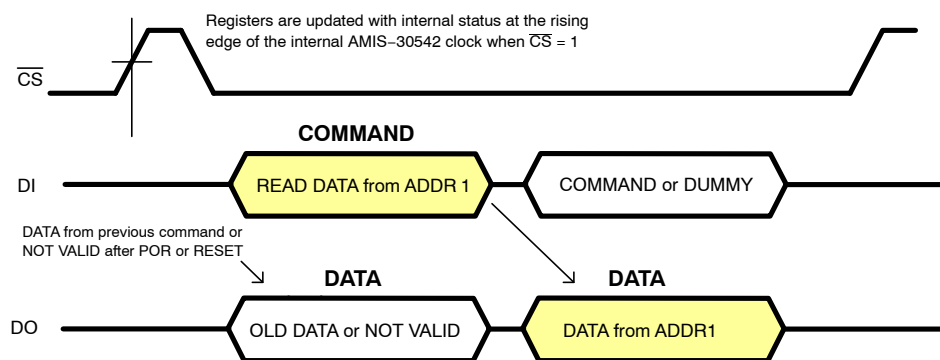 Registers are updated with internal status at the rising
edge of the internal AMIS−30542 clock when C̅S̅ = 1
C̅S̅
COMMAND
DI
READ DATA from ADDR 1
COMMAND or DUMMY
DATA from previous command or
NOT VALID after POR or RESET
DATA
DATA
DO
OLD DATA or NOT VALID
DATA from ADDR1